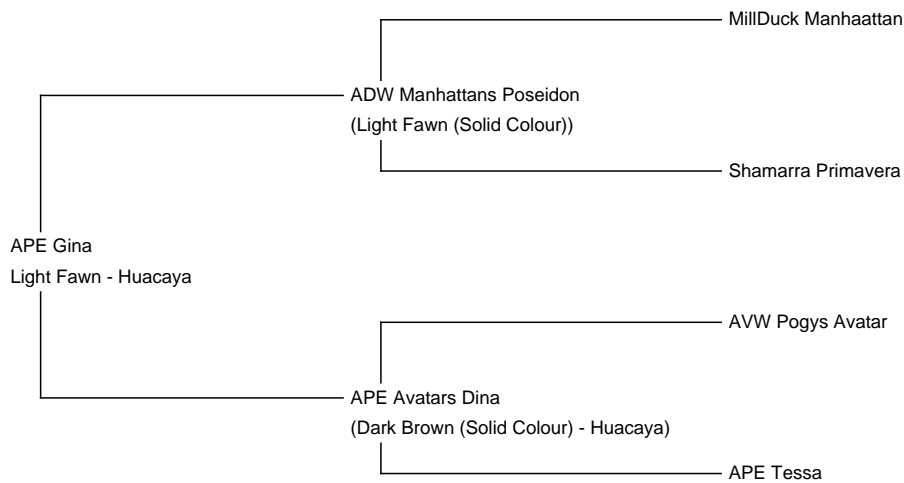 MillDuck Manhaattan
ADW Manhattans Poseidon
(Light Fawn (Solid Colour))
Shamarra Primavera
APE Gina
Light Fawn - Huacaya
AVW Pogys Avatar
APE Avatars Dina
(Dark Brown (Solid Colour) - Huacaya)
APE Tessa